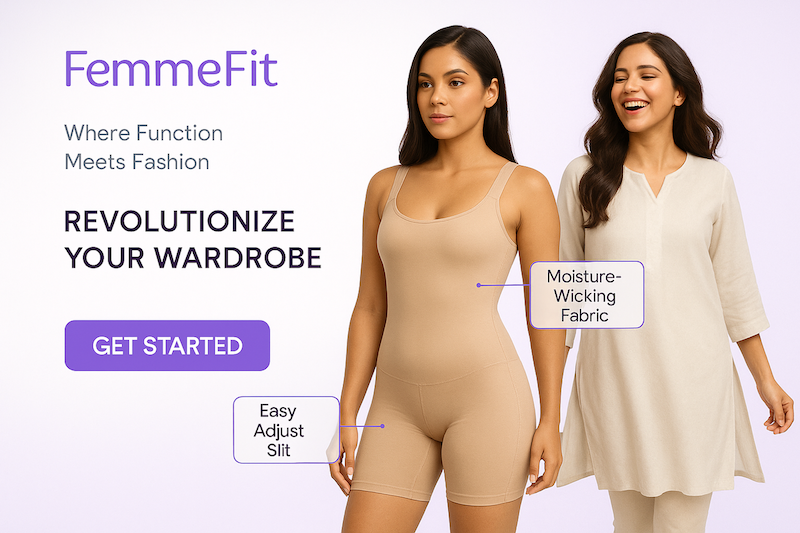 FemmeFit
Where Function
Meets Fashion
REVOLUTIONIZE
YOUR WARDROBE
GET STARTED
Moisture-
Wicking
Fabric
Easy
Adjust
Slit